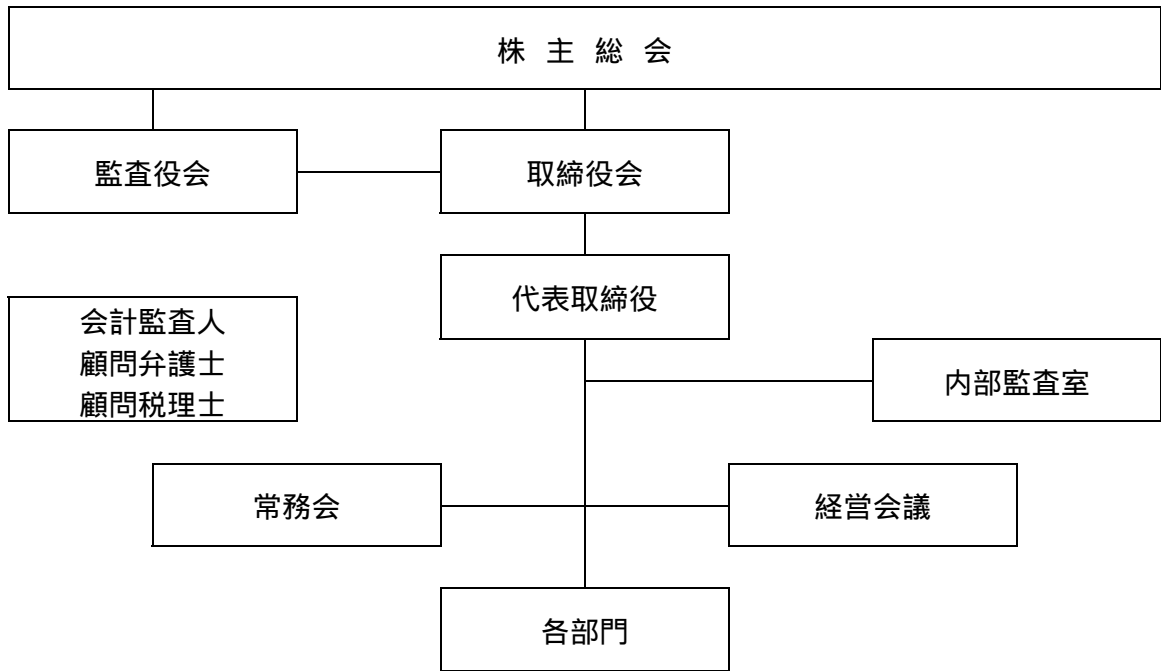 株主総会
監査役会
取締役会
代表取締役
会計監査人
顧問弁護士
顧問税理士
内部監査室
常務会
経営会議
各部門